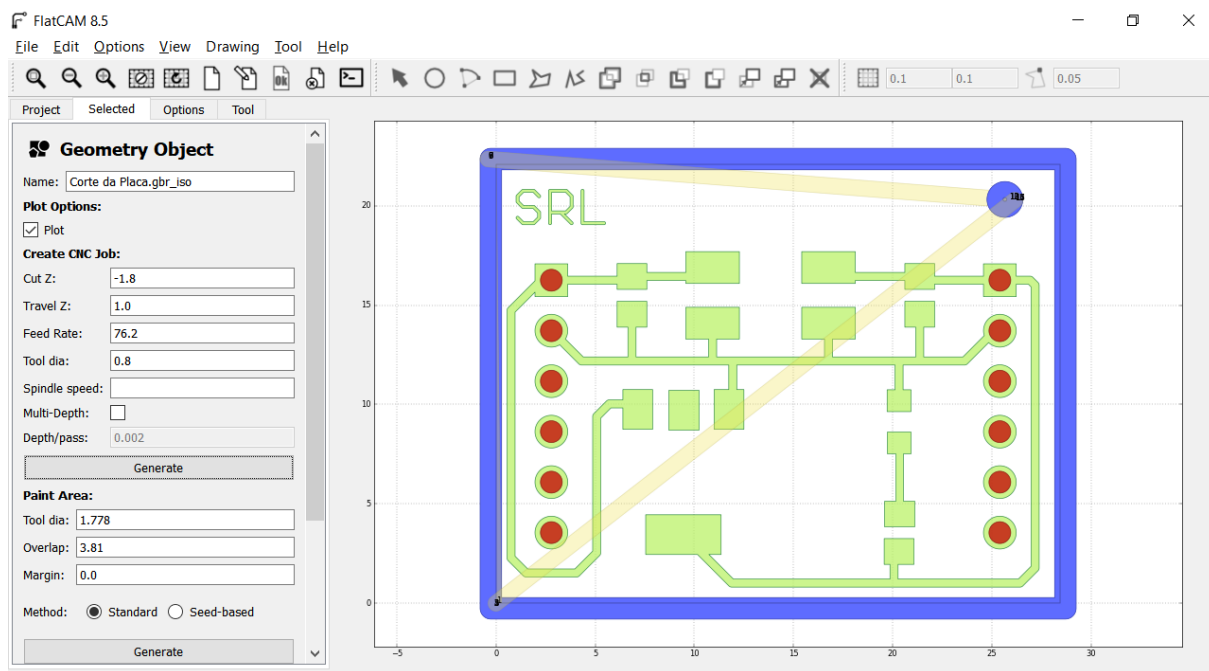 FlatCAM 8.5
File Edit Options View Drawing Tool Help
0.1 0.1 0.05
Project Selected Options Tool
Geometry Object
Name: Corte da Placa.gbr_iso
Plot Options:
Plot
Create CNC Job:
Cut Z: -1.8
Travel Z: 1.0
Feed Rate: 76.2
Tool dia: 0.8
Spindle speed:
Multi-Depth:
Depth/pass: 0.002
Generate
Paint Area:
Tool dia: 1.778
Overlap: 3.81
Margin: 0.0
Method: Standard Seed-based
Generate
SRL
20
15
10
5
0
−5 0 5 10 15 20 25 30